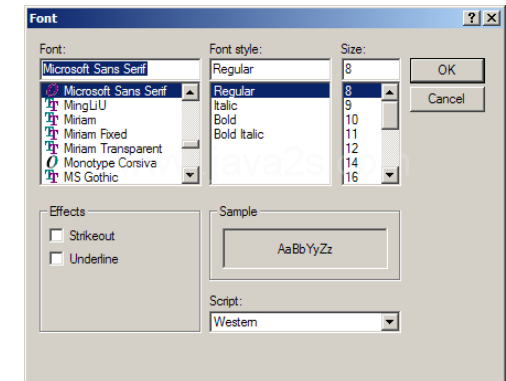 Font
Font:
Font style:
Size:
Microsoft Sans Serif
Regular
8
OK
Cancel
Microsoft Sans Serif
MingLiU
Miriam
Miriam Fixed
Miriam Transparent
Monotype Corsiva
MS Gothic
Regular
Italic
Bold
Bold Italic
8
9
10
11
12
14
16
Effects
Strikeout
Underline
Sample
AaBbYyZz
Script:
Western